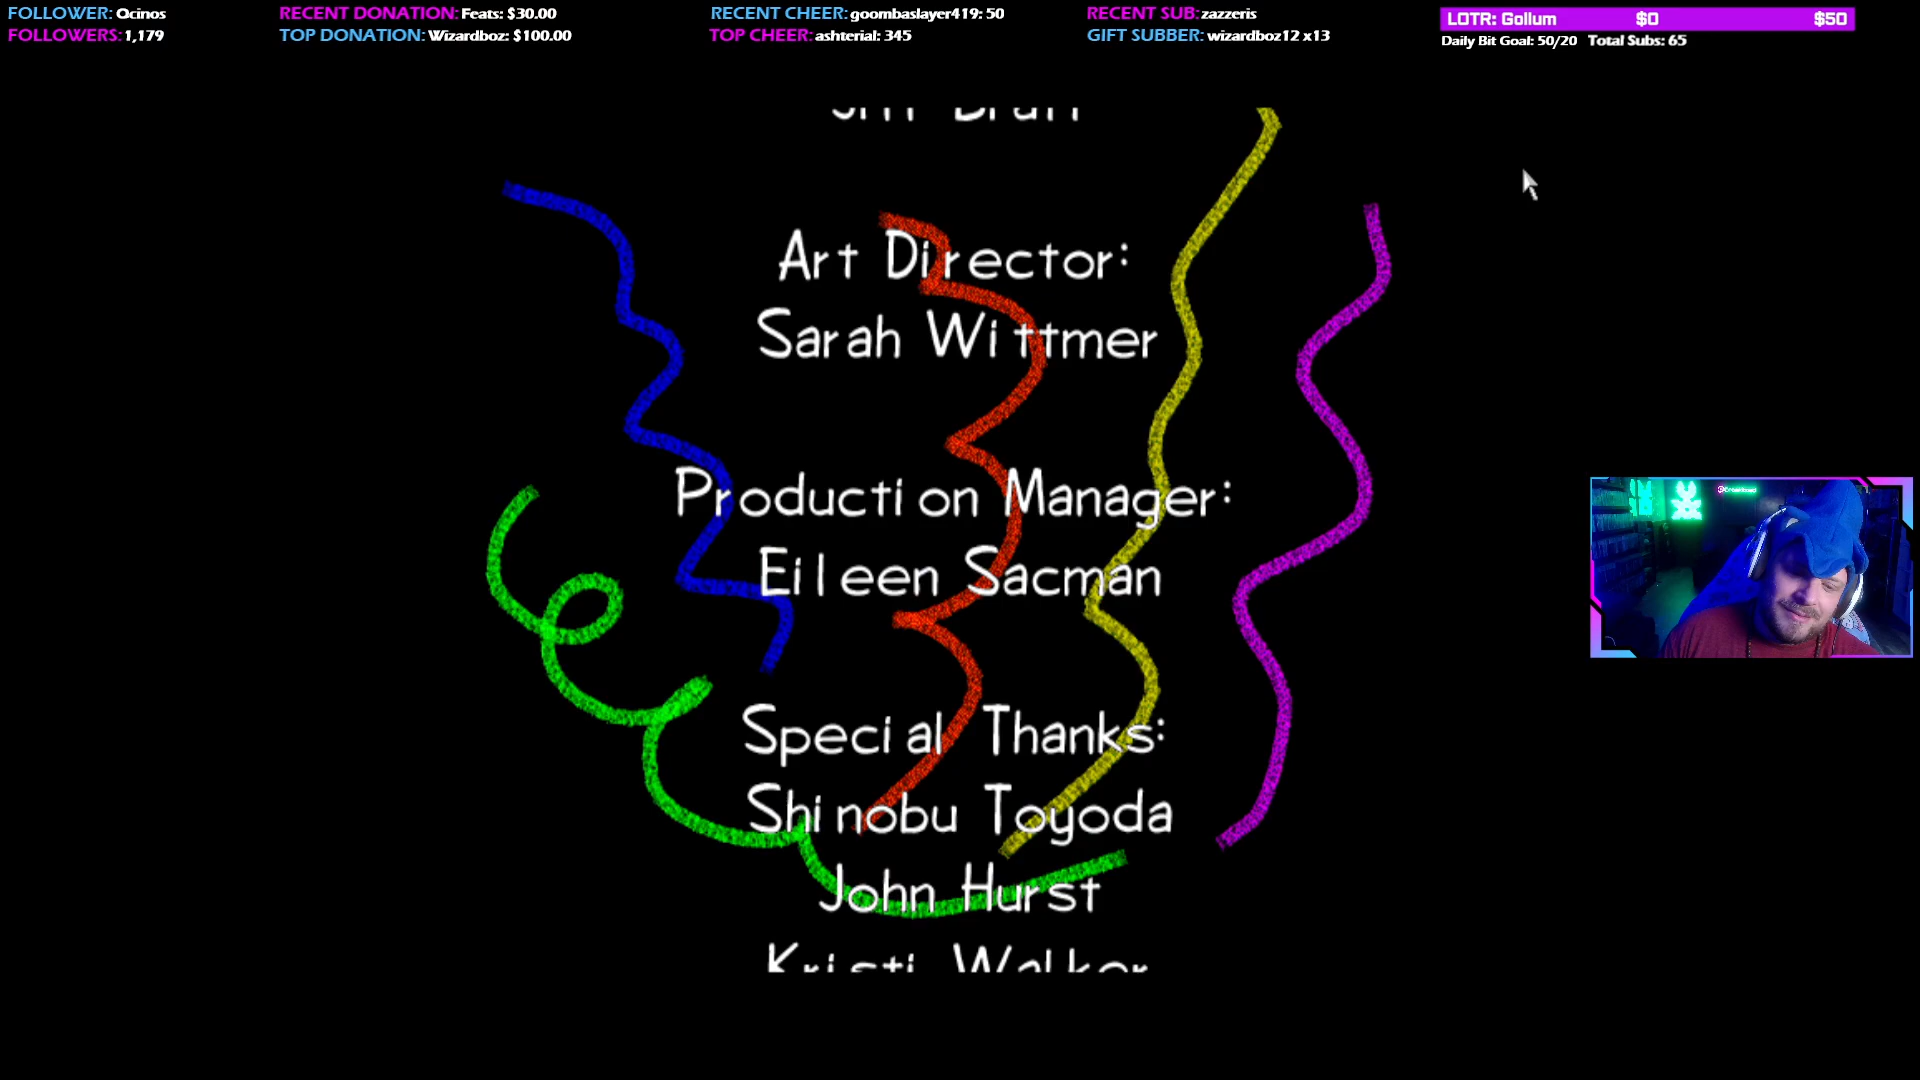 FOLLOWER: Ocinos
FOLLOWERS: 1,179
RECENT DONATION: Feats: $30.00
TOP DONATION: Wizardboz: $100.00
RECENT CHEER: goombaslayer419: 50
TOP CHEER: ashterial: 345
RECENT SUB: zazzeris
GIFT SUBBER: wizardboz12 x13
LOTR: Gollum $0 $50
Daily Bit Goal: 50/20 Total Subs: 65
Art Director:
Sarah Wittmer
Production Manager:
Eileen Sacman
Special Thanks:
Shinobu Toyoda
John Hurst
Kristi Walker